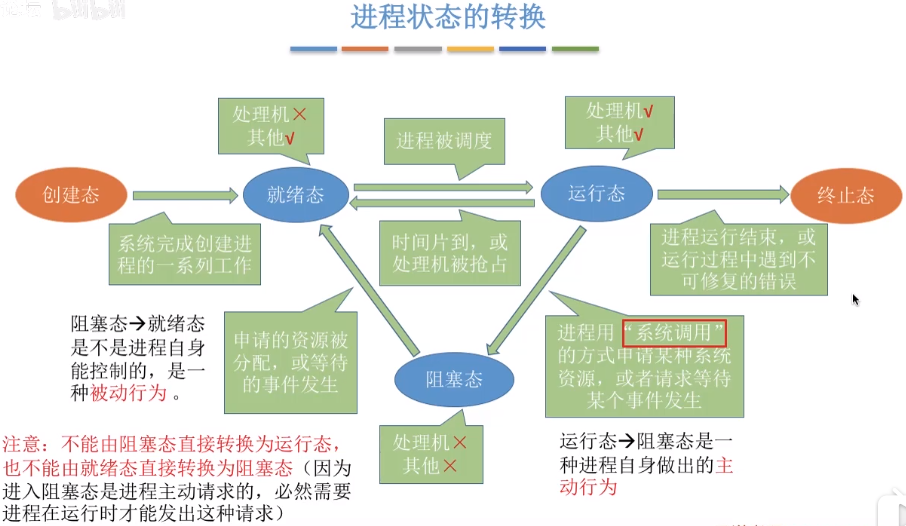 bilibili
进程状态的转换
处理机×
其他√
进程被调度
处理机√
其他√
创建态
就绪态
运行态
终止态
系统完成创建进
程的一系列工作
时间片到，或
处理机被抢占
进程运行结束，或
运行过程中遇到不
可修复的错误
阻塞态→就绪态
是不是进程自身
能控制的，是一
种被动行为 。
申请的资源被
分配，或等待
的事件发生
阻塞态
进程用“系统调用”
的方式申请某种系统
资源，或者请求等待
某个事件发生
处理机×
其他×
运行态→阻塞态是一
种进程自身做出的主
动行为
注意：不能由阻塞态直接转换为运行态，
也不能由就绪态直接转换为阻塞态（因为
进入阻塞态是进程主动请求的，必然需要
进程在运行时才能发出这种请求）